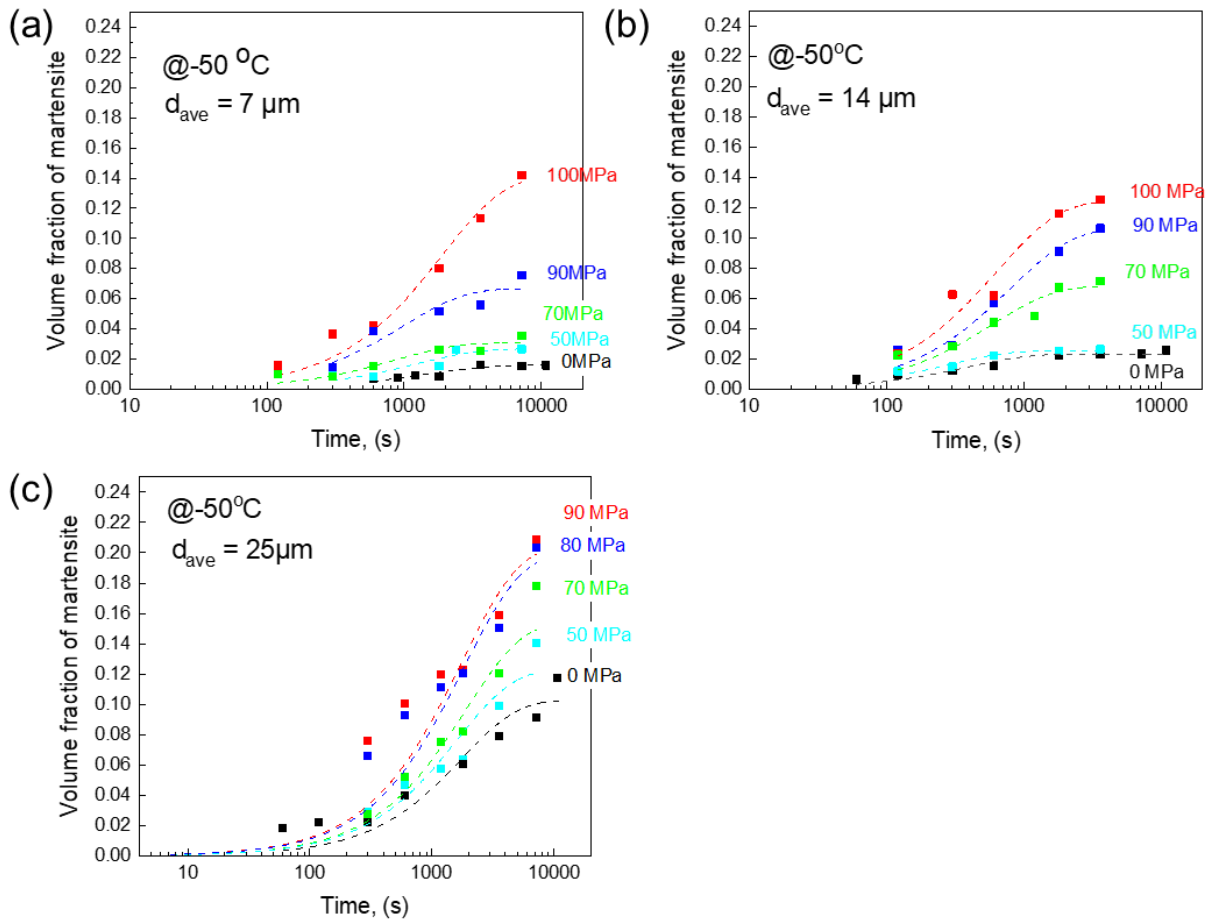 (a)
@-50 °C
d_ave = 7 µm
Volume fraction of martensite
0.24
0.22
0.20
0.18
0.16
0.14
0.12
0.10
0.08
0.06
0.04
0.02
0.00
100MPa
90MPa
70MPa
50MPa
0MPa
10 100 1000 10000
Time, (s)
(b)
@-50°C
d_ave = 14 µm
Volume fraction of martensite
0.24
0.22
0.20
0.18
0.16
0.14
0.12
0.10
0.08
0.06
0.04
0.02
0.00
100 MPa
90 MPa
70 MPa
50 MPa
0 MPa
10 100 1000 10000
Time, (s)
(c)
@-50°C
d_ave = 25µm
Volume fraction of martensite
0.24
0.22
0.20
0.18
0.16
0.14
0.12
0.10
0.08
0.06
0.04
0.02
0.00
90 MPa
80 MPa
70 MPa
50 MPa
0 MPa
10 100 1000 10000
Time, (s)